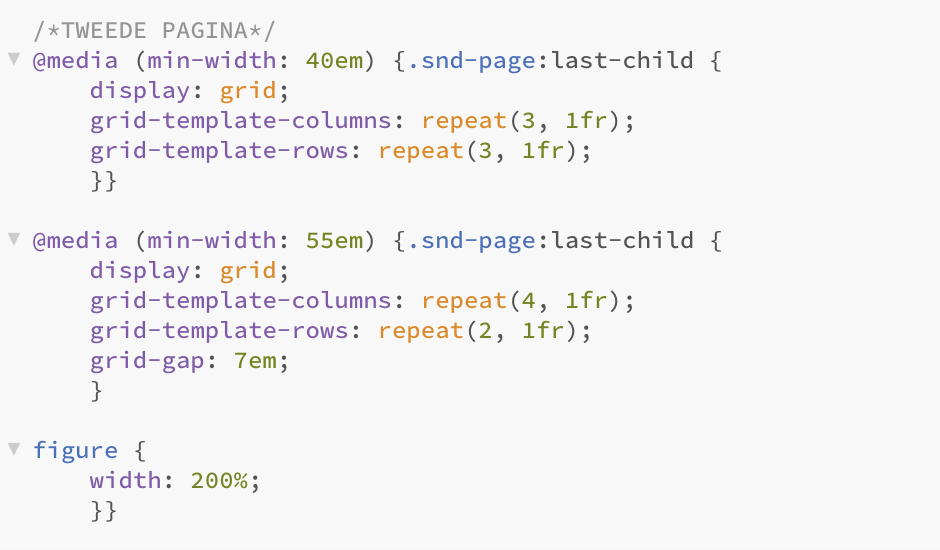 /*TWEEDE PAGINA*/
@media (min-width: 40em) {.snd-page:last-child {
    display: grid;
    grid-template-columns: repeat(3, 1fr);
    grid-template-rows: repeat(3, 1fr);
    }}

@media (min-width: 55em) {.snd-page:last-child {
    display: grid;
    grid-template-columns: repeat(4, 1fr);
    grid-template-rows: repeat(2, 1fr);
    grid-gap: 7em;
    }

figure {
    width: 200%;
    }}